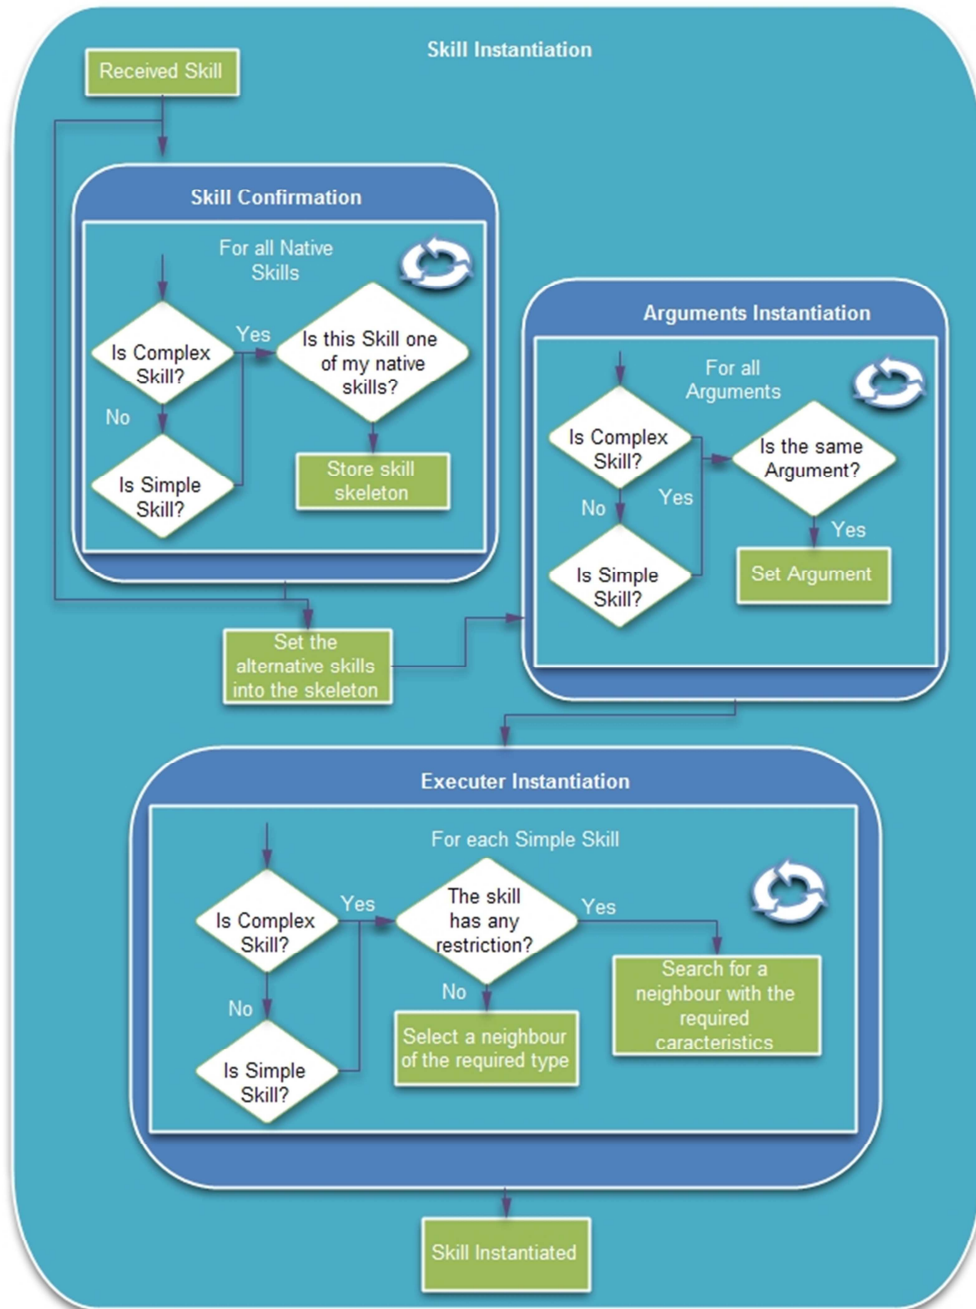 Skill Instantiation
Received Skill
Skill Confirmation
For all Native
Skills
Is Complex
Skill?
Yes
Is this Skill one
of my native
skills?
No
Is Simple
Skill?
Store skill
skeleton
Arguments Instantiation
For all
Arguments
Is Complex
Skill?
Is the same
Argument?
No
Yes
Yes
Is Simple
Skill?
Set Argument
Set the
alternative skills
into the skeleton
Executer Instantiation
For each Simple Skill
Is Complex
Skill?
Yes
The skill
has any
restriction?
Yes
No
No
Is Simple
Skill?
Select a neighbour
of the required type
Search for a
neighbour with the
required
caracteristics
Skill Instantiated